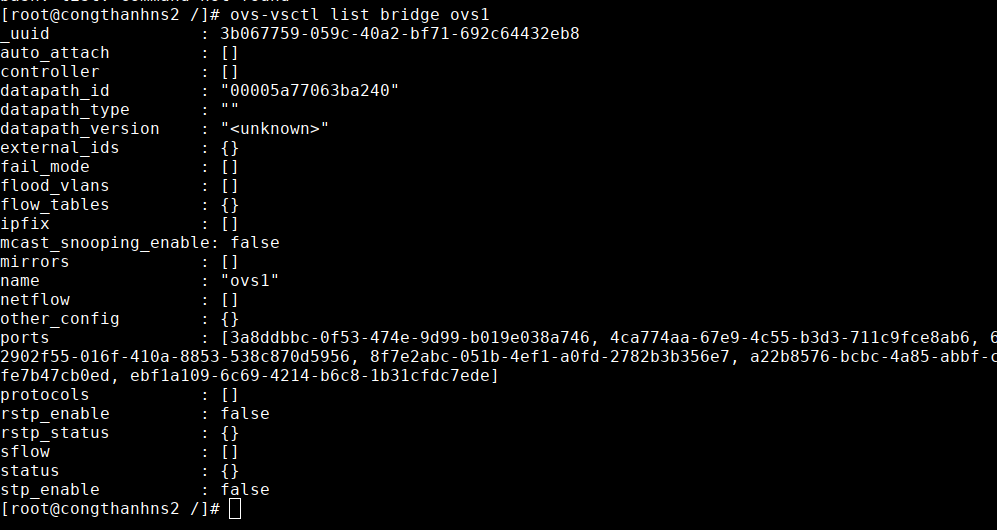 [root@congthanhns2 /]# ovs-vsctl list bridge ovs1
_uuid               : 3b067759-059c-40a2-bf71-692c64432eb8
auto_attach         : []
controller          : []
datapath_id         : "00005a77063ba240"
datapath_type       : ""
datapath_version    : "<unknown>"
external_ids        : {}
fail_mode           : []
flood_vlans         : []
flow_tables         : {}
ipfix               : []
mcast_snooping_enable: false
mirrors             : []
name                : "ovs1"
netflow             : []
other_config        : {}
ports               : [3a8ddbbc-0f53-474e-9d99-b019e038a746, 4ca774aa-67e9-4c55-b3d3-711c9fce8ab6, 6
2902f55-016f-410a-8853-538c870d5956, 8f7e2abc-051b-4ef1-a0fd-2782b3b356e7, a22b8576-bcbc-4a85-abbf-c
fe7b47cb0ed, ebf1a109-6c69-4214-b6c8-1b31cfdc7ede]
protocols           : []
rstp_enable         : false
rstp_status         : {}
sflow               : []
status              : {}
stp_enable          : false
[root@congthanhns2 /]#